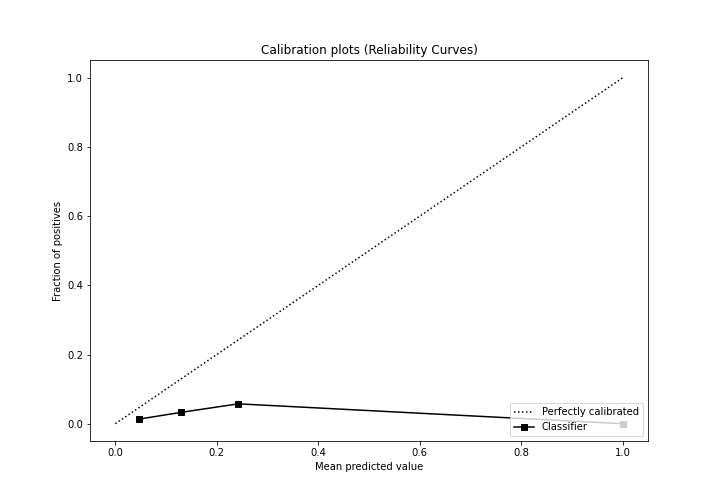 Calibration plots (Reliability Curves)
1.0
0.8
0.6
0.4
0.2
0.0
Fraction of positives
Perfectly calibrated
Classifier
0.0 0.2 0.4 0.6 0.8 1.0
Mean predicted value